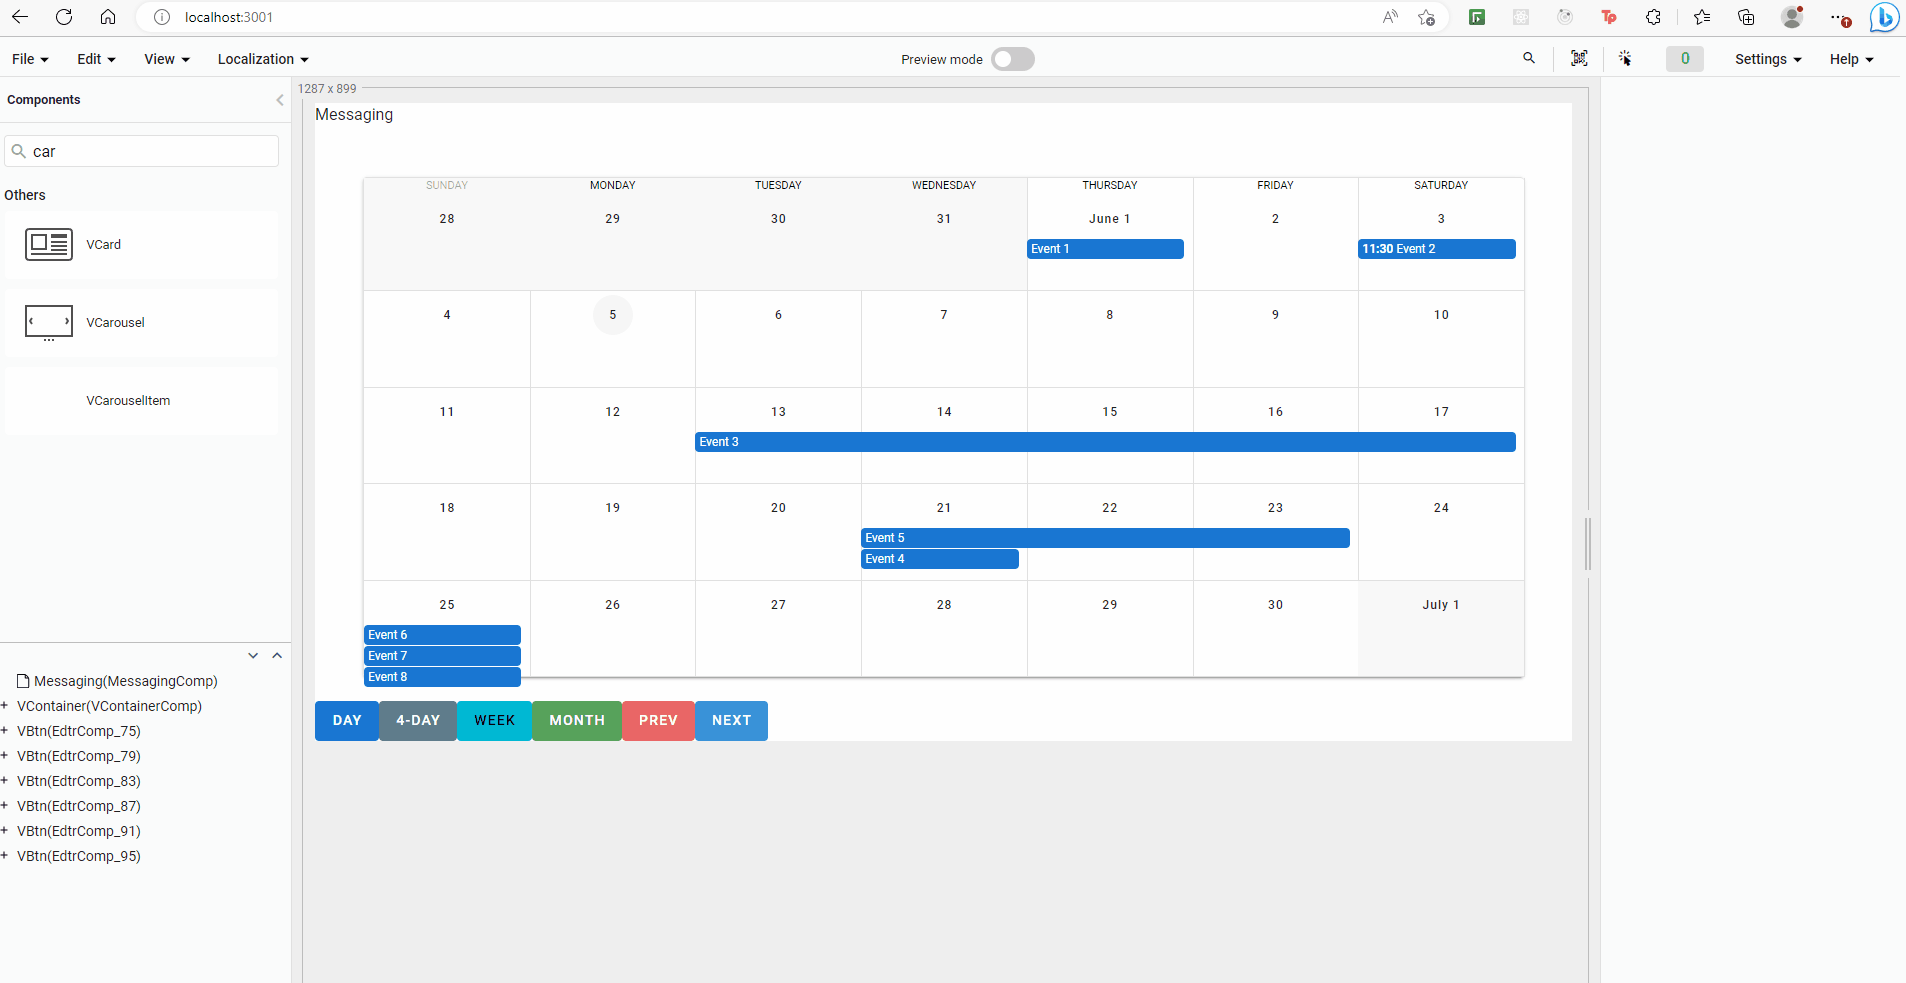 localhost:3001
File Edit View Localization Preview mode 0 Settings Help
Components
car
Others
VCard
VCarousel
VCarouselItem
Messaging(MessagingComp)
VContainer(VContainerComp)
VBtn(EdtrComp_75)
VBtn(EdtrComp_79)
VBtn(EdtrComp_83)
VBtn(EdtrComp_87)
VBtn(EdtrComp_91)
VBtn(EdtrComp_95)
1287 x 899
Messaging
SUNDAY MONDAY TUESDAY WEDNESDAY THURSDAY FRIDAY SATURDAY
28 29 30 31 June 1 2 3
Event 1 11:30 Event 2
4 5 6 7 8 9 10
11 12 13 14 15 16 17
Event 3
18 19 20 21 22 23 24
Event 5
Event 4
25 26 27 28 29 30 July 1
Event 6
Event 7
Event 8
DAY 4-DAY WEEK MONTH PREV NEXT